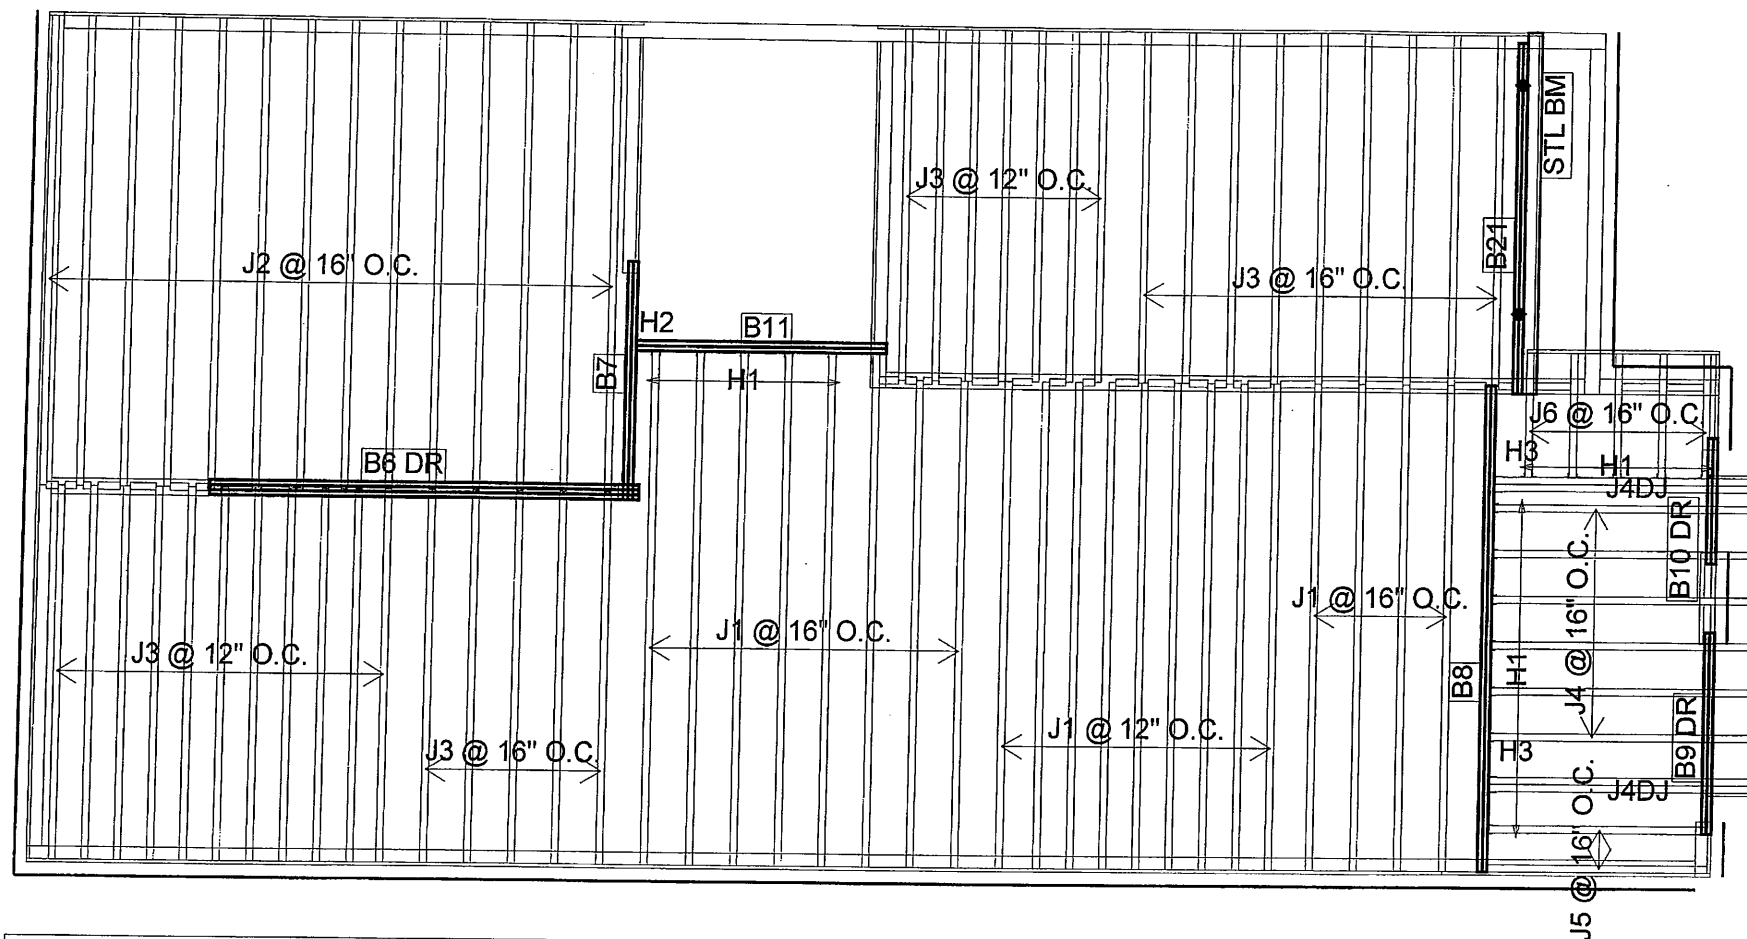 STL BM
J3 @ 12" O.C.
B21
J2 @ 16" O.C.
J3 @ 16" O.C.
H2
B11
B7
H1
J6 @ 16" O.C.
B6 DR
H3
H1
J4DJ
B10 DR
J4 @ 16" O.C.
J1 @ 16" O.C.
J1 @ 16" O.C.
J3 @ 12" O.C.
B8
H1
J1 @ 12" O.C.
B9 DR
J3 @ 16" O.C.
H3
J4DJ
J5 @ 16" O.C.